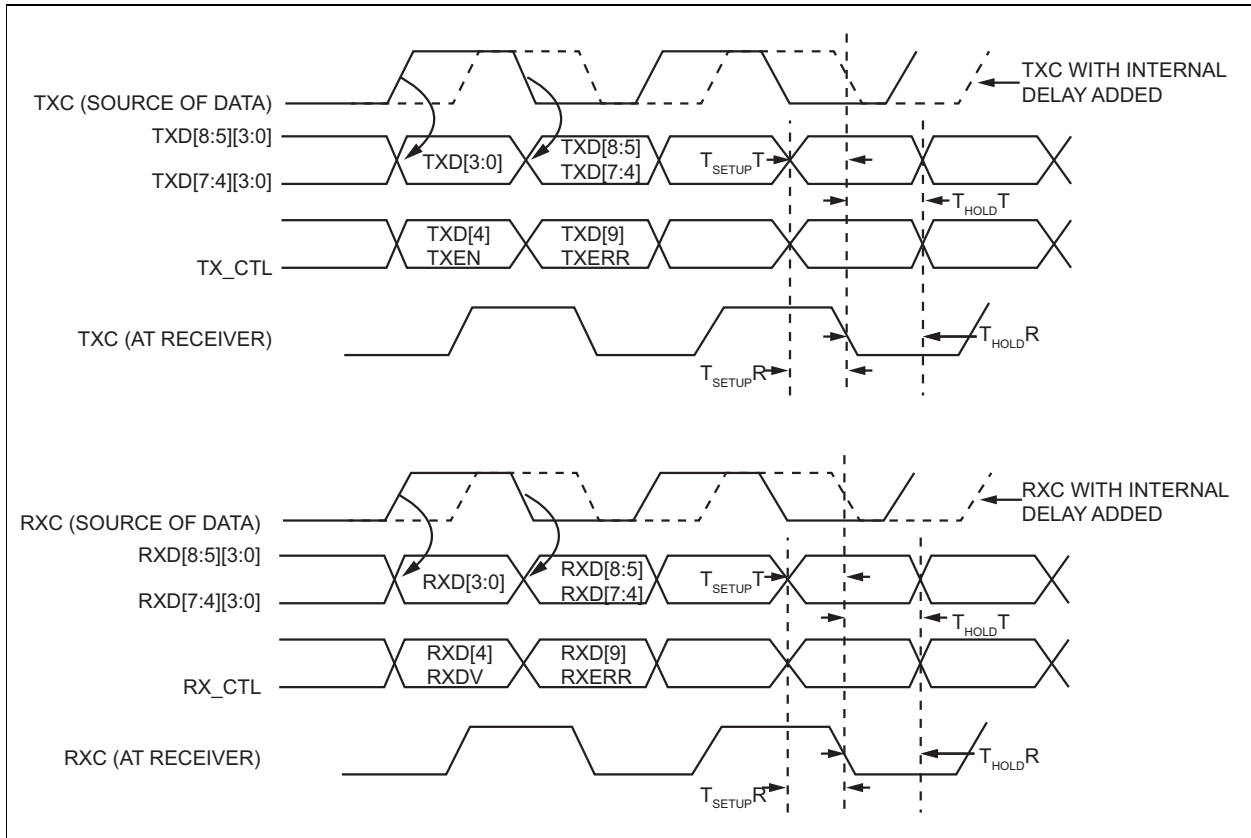 TXC (SOURCE OF DATA)
TXC WITH INTERNAL
DELAY ADDED
TXD[8:5][3:0]
TXD[7:4][3:0]
TXD[3:0]
TXD[8:5]
TXD[7:4]
TSETUPT
THOLDT
TX_CTL
TXD[4]
TXEN
TXD[9]
TXERR
TXC (AT RECEIVER)
THOLDR
TSETUPR
RXC (SOURCE OF DATA)
RXC WITH INTERNAL
DELAY ADDED
RXD[8:5][3:0]
RXD[7:4][3:0]
RXD[3:0]
RXD[8:5]
RXD[7:4]
TSETUPT
THOLDT
RX_CTL
RXD[4]
RXDV
RXD[9]
RXERR
RXC (AT RECEIVER)
THOLDR
TSETUPR